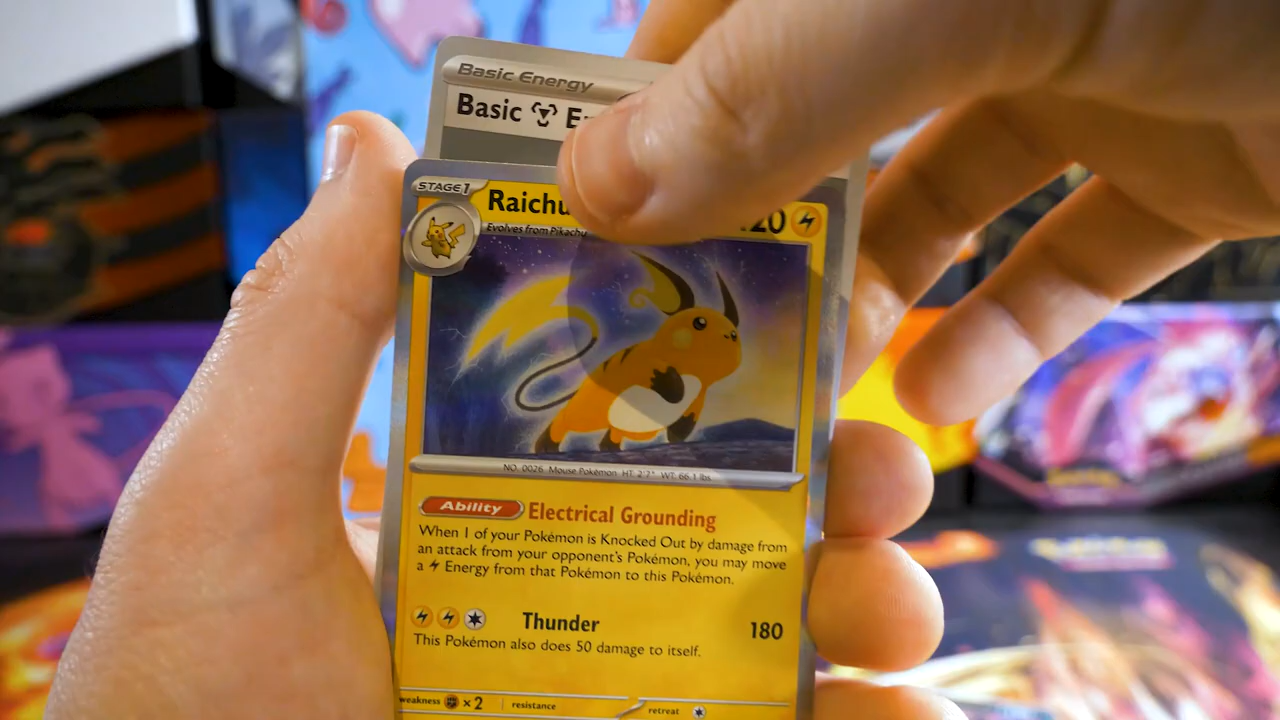 Basic Energy
Basic
STAGE 1
Raichu
20
Evolves from Pikachu
NO. 0026 Mouse Pokémon HT: 2'7" WT: 66.1 lbs.
Ability Electrical Grounding
When 1 of your Pokémon is Knocked Out by damage from
an attack from your opponent's Pokémon, you may move
a Energy from that Pokémon to this Pokémon.
Thunder 180
This Pokémon also does 50 damage to itself.
weakness ×2 resistance retreat